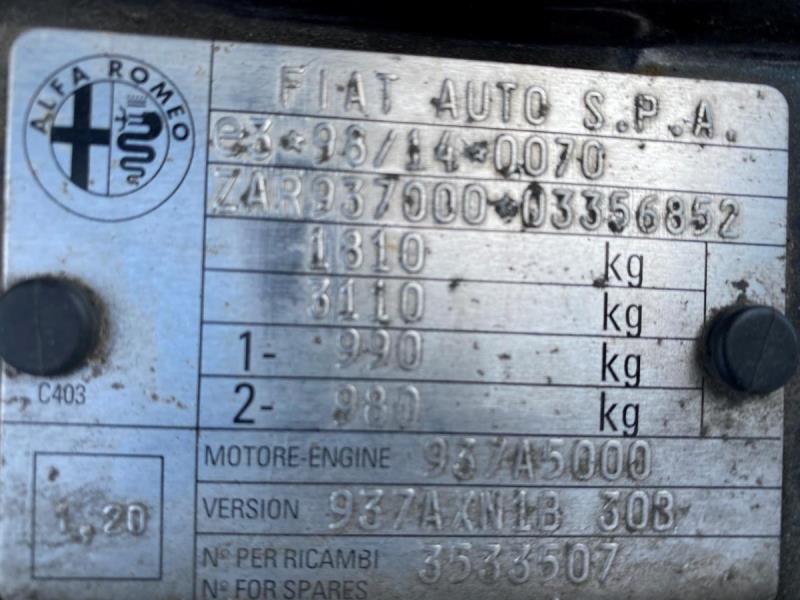 ALFA ROMEO
FIAT AUTO S.P.A.
e3*98/14*0070
ZAR937000*03356852
1810 kg
3110 kg
1- 990 kg
2- 980 kg
C403
MOTORE-ENGINE 937A5000
1,20
VERSION 937AXN1B 30B
Nº PER RICAMBI 3533507
Nº FOR SPARES